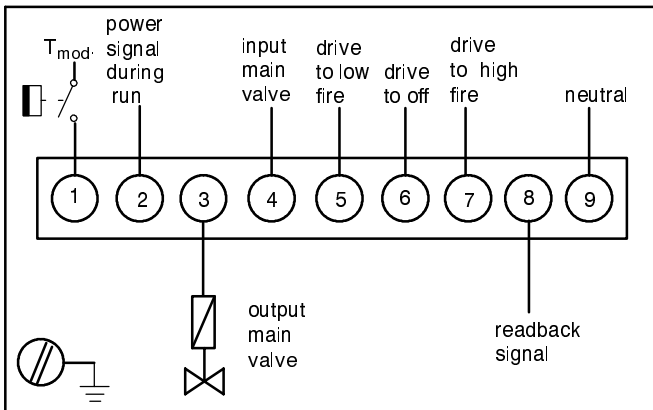 T mod.
power
signal
during
run
input
main
valve
drive
to low
fire
drive
to off
drive
to high
fire
neutral
1 2 3 4 5 6 7 8 9
output
main
valve
readback
signal